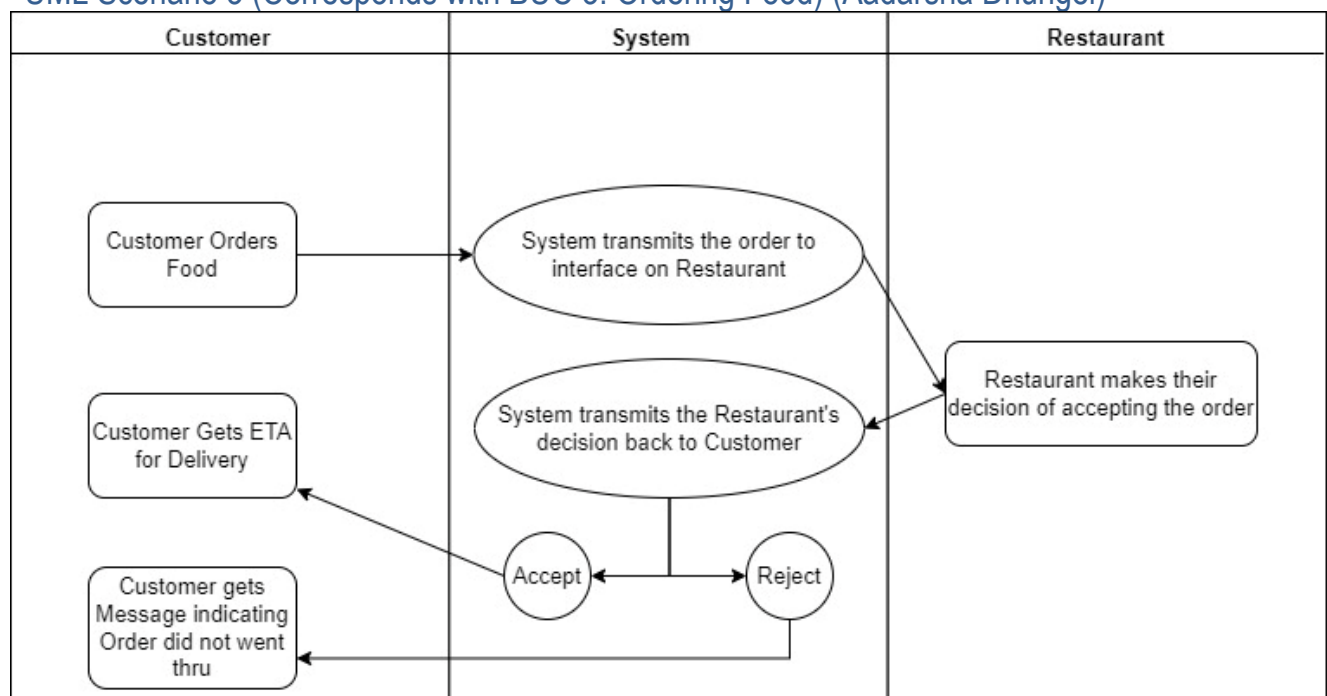 Customer
System
Restaurant
Customer Orders
Food
System transmits the order to
interface on Restaurant
Restaurant makes their
decision of accepting the order
System transmits the Restaurant's
decision back to Customer
Customer Gets ETA
for Delivery
Accept
Reject
Customer gets
Message indicating
Order did not went
thru